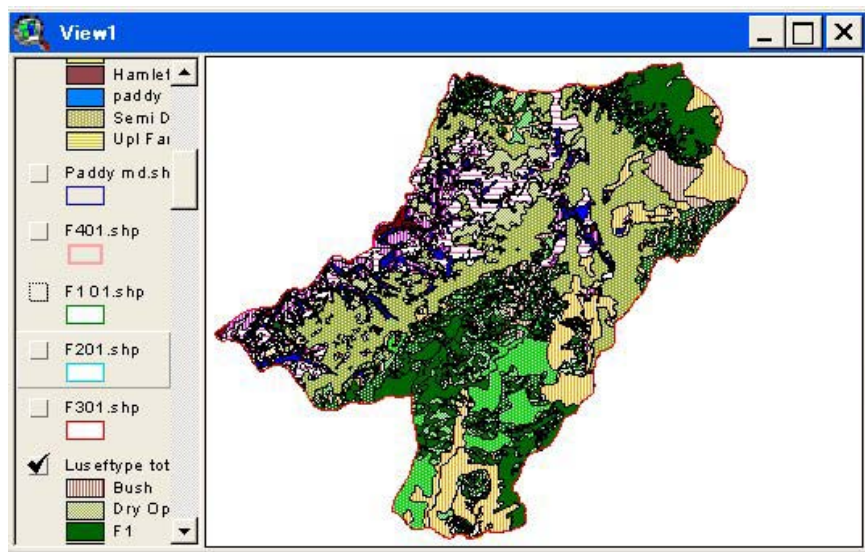 View1
Hamlet
paddy
Semi D
Upl Far
Paddy md.sh
F401.shp
F101.shp
F201.shp
F301.shp
Luseftype tot
Bush
Dry Op
F1